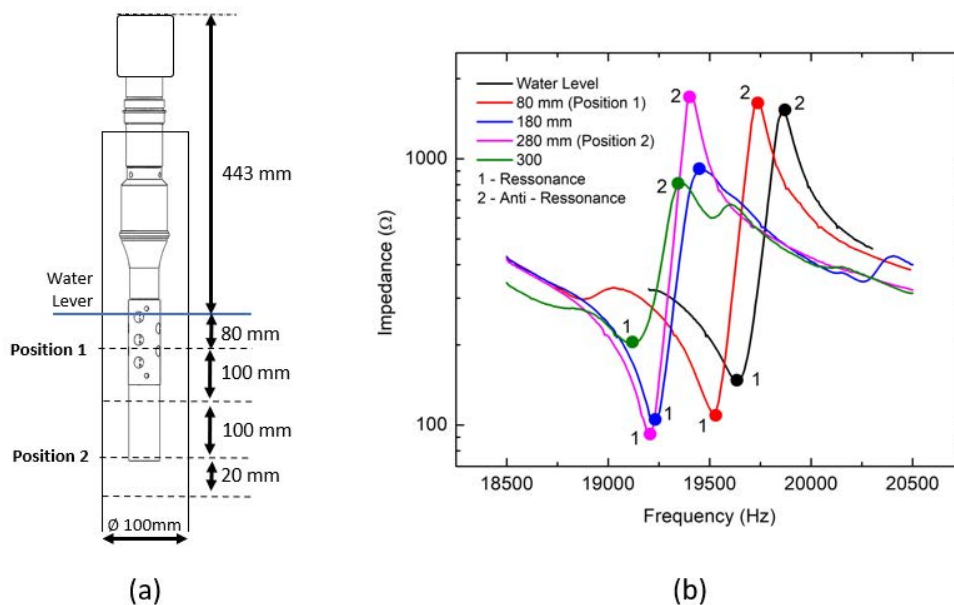 443 mm
Water
Lever
80 mm
Position 1
100 mm
100 mm
Position 2
20 mm
Ø 100mm
(a)
Water Level
80 mm (Position 1)
180 mm
280 mm (Position 2)
300
1 - Ressonance
2 - Anti - Ressonance
2
2
2
2
1
1
1
1
1
Impedance (Ω)
1000
100
18500 19000 19500 20000 20500
Frequency (Hz)
(b)